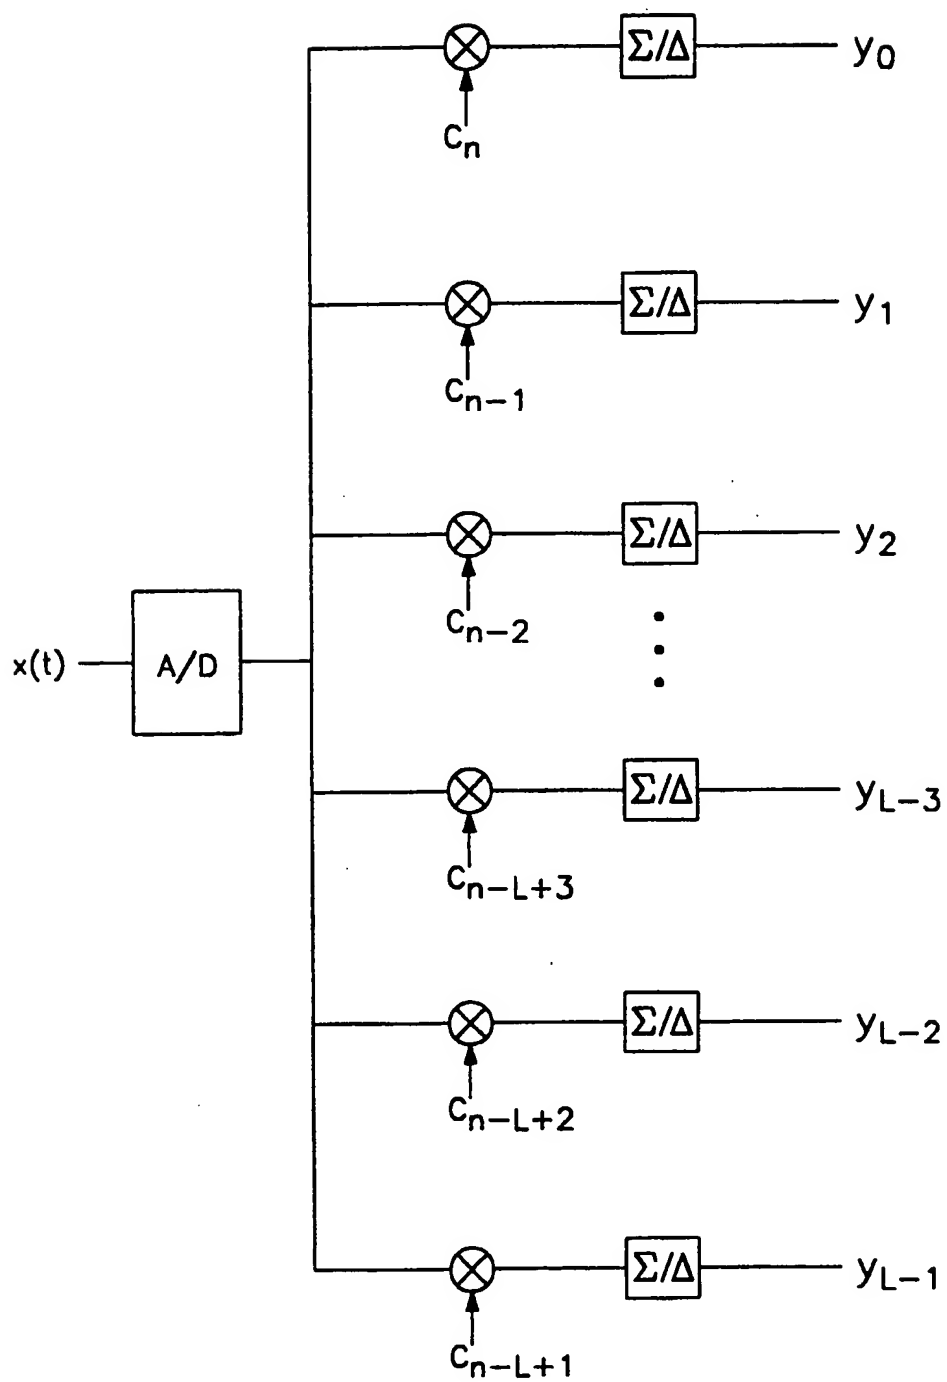 Σ/Δ y0
Cn
Σ/Δ y1
Cn-1
Σ/Δ y2
Cn-2
x(t) A/D
Σ/Δ yL-3
Cn-L+3
Σ/Δ yL-2
Cn-L+2
Σ/Δ yL-1
Cn-L+1